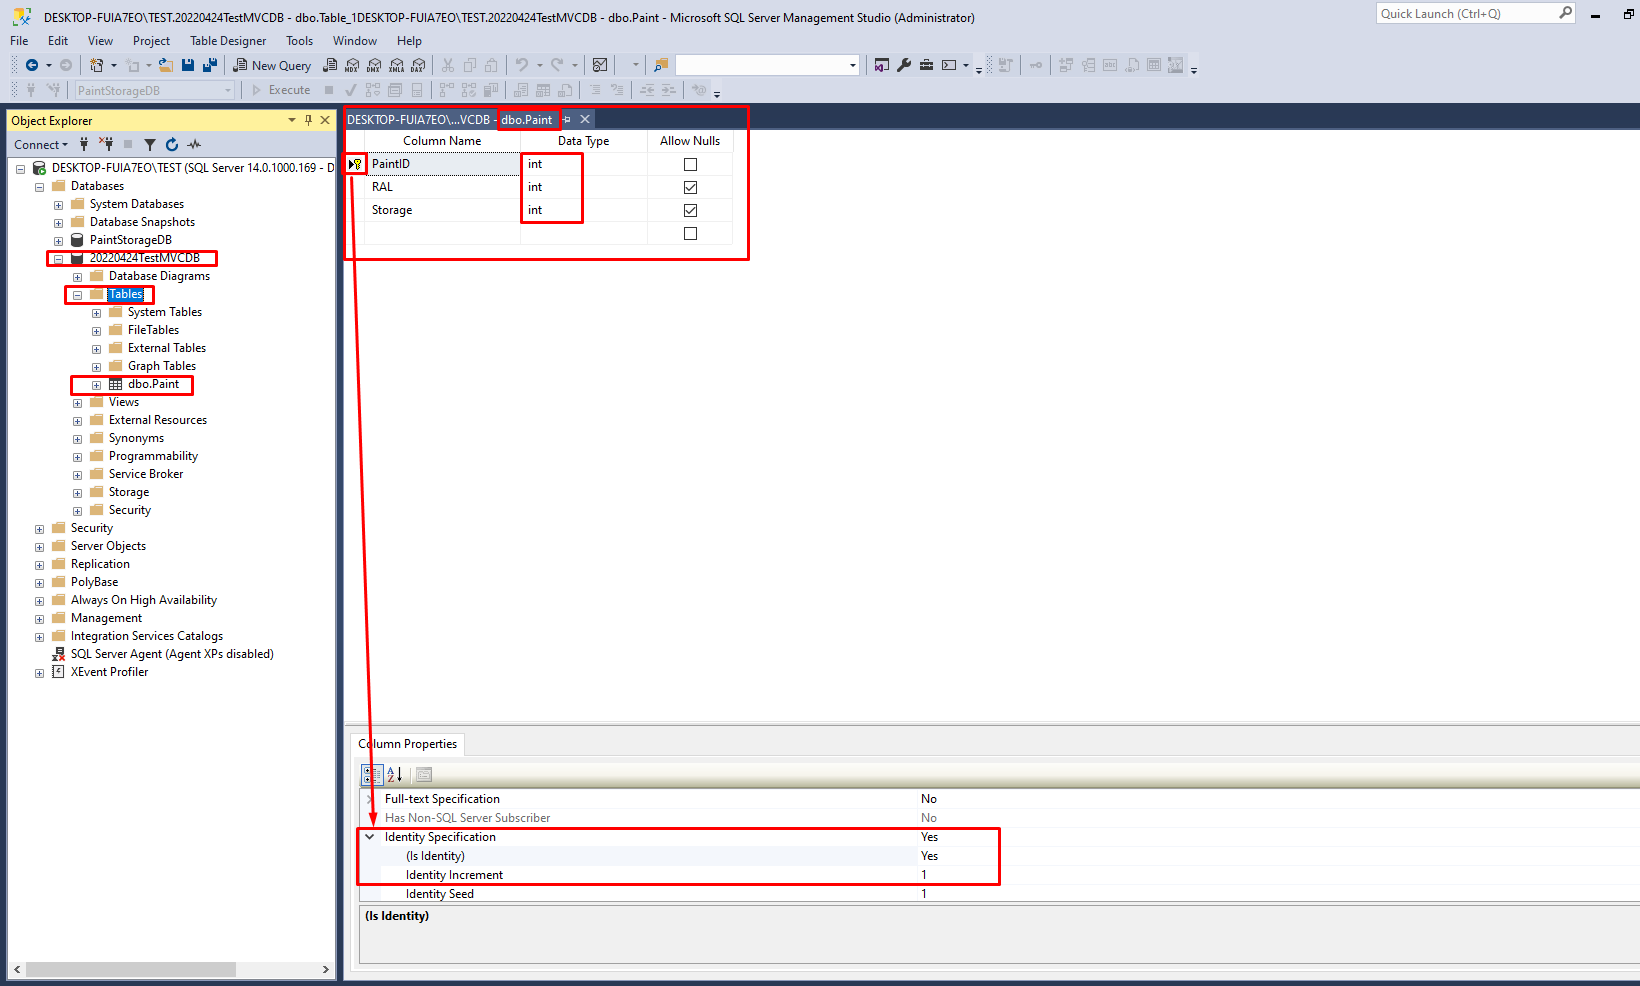 DESKTOP-FUIA7EO\TEST.20220424TestMVCDB - dbo.Table_1DESKTOP-FUIA7EO\TEST.20220424TestMVCDB - dbo.Paint - Microsoft SQL Server Management Studio (Administrator)
Quick Launch (Ctrl+Q)
File Edit View Project Table Designer Tools Window Help
New Query MDX DMX XMLA DAX
PaintStorageDB Execute
Object Explorer
Connect
DESKTOP-FUIA7EO\TEST (SQL Server 14.0.1000.169 - D
Databases
System Databases
Database Snapshots
PaintStorageDB
20220424TestMVCDB
Database Diagrams
Tables
System Tables
FileTables
External Tables
Graph Tables
dbo.Paint
Views
External Resources
Synonyms
Programmability
Service Broker
Storage
Security
Security
Server Objects
Replication
PolyBase
Always On High Availability
Management
Integration Services Catalogs
SQL Server Agent (Agent XPs disabled)
XEvent Profiler
DESKTOP-FUIA7EO\...VCDB - dbo.Paint
Column Name Data Type Allow Nulls
PaintID int
RAL int
Storage int
Column Properties
Full-text Specification No
Has Non-SQL Server Subscriber No
Identity Specification Yes
(Is Identity) Yes
Identity Increment 1
Identity Seed 1
(Is Identity)